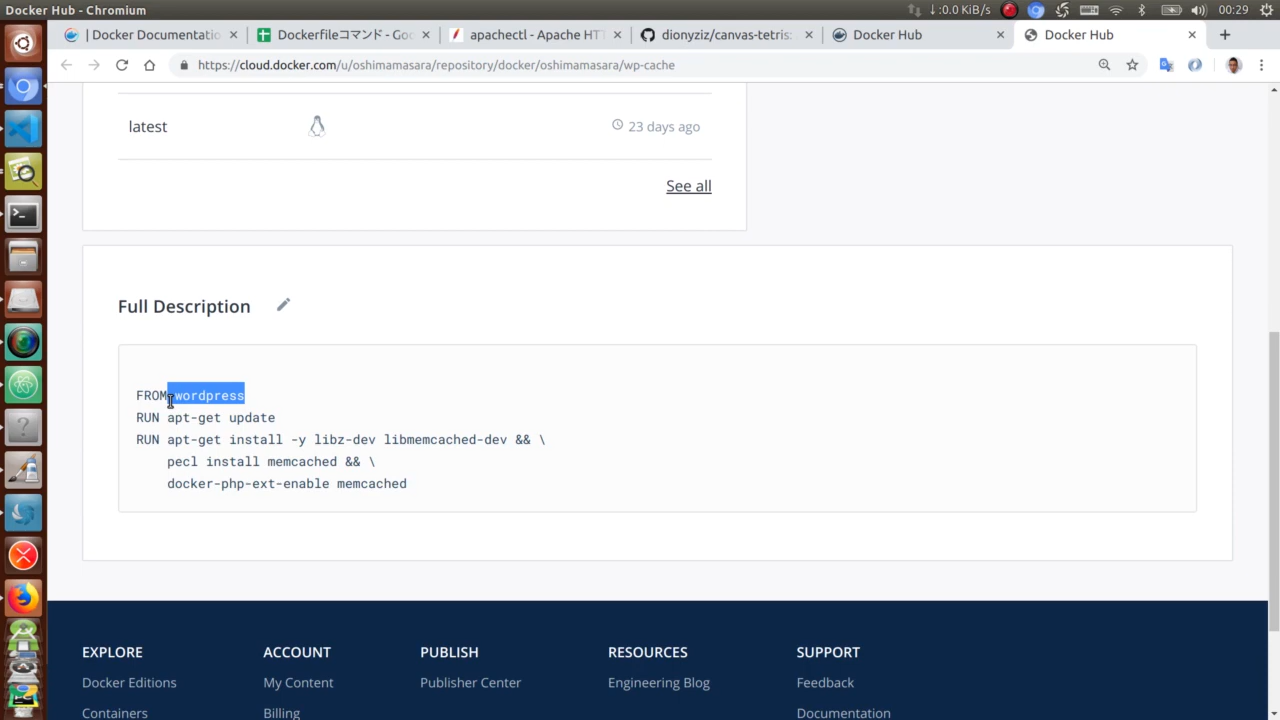 Docker Hub - Chromium
↓:0.0 KiB/s
00:29
| Docker Documentatio
Dockerfileコマンド - Goo
apachectl - Apache HTT
dionyziz/canvas-tetris:
Docker Hub
Docker Hub
https://cloud.docker.com/u/oshimamasara/repository/docker/oshimamasara/wp-cache
latest
23 days ago
See all
Full Description
FROM wordpress
RUN apt-get update
RUN apt-get install -y libz-dev libmemcached-dev && \
pecl install memcached && \
docker-php-ext-enable memcached
EXPLORE
ACCOUNT
PUBLISH
RESOURCES
SUPPORT
Docker Editions
My Content
Publisher Center
Engineering Blog
Feedback
Containers
Billing
Documentation